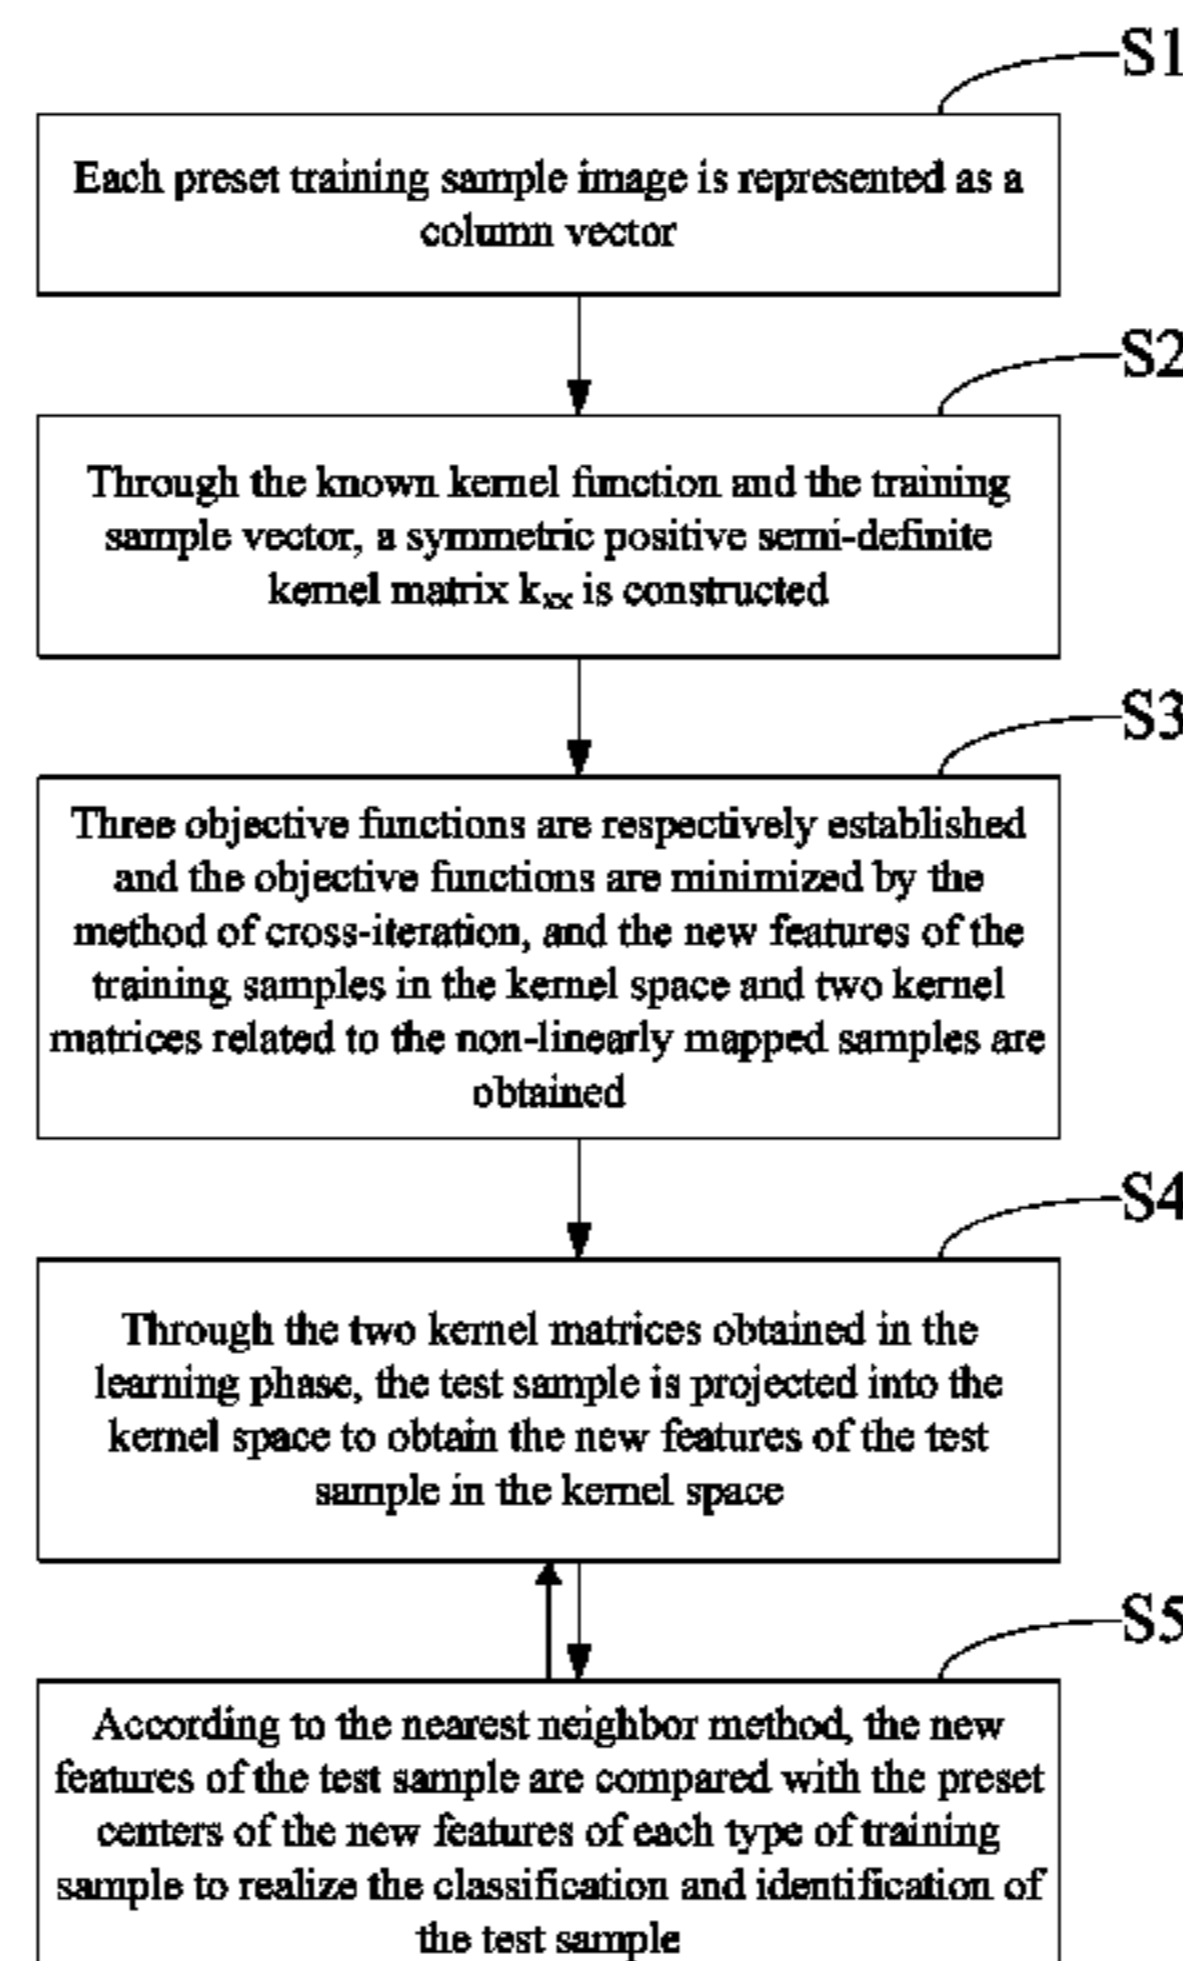 S1
Each preset training sample image is represented as a
column vector
S2
Through the known kernel function and the training
sample vector, a symmetric positive semi-definite
kernel matrix kxx is constructed
S3
Three objective functions are respectively established
and the objective functions are minimized by the
method of cross-iteration, and the new features of the
training samples in the kernel space and two kernel
matrices related to the non-linearly mapped samples are
obtained
S4
Through the two kernel matrices obtained in the
learning phase, the test sample is projected into the
kernel space to obtain the new features of the test
sample in the kernel space
S5
According to the nearest neighbor method, the new
features of the test sample are compared with the preset
centers of the new features of each type of training
sample to realize the classification and identification of
the test sample